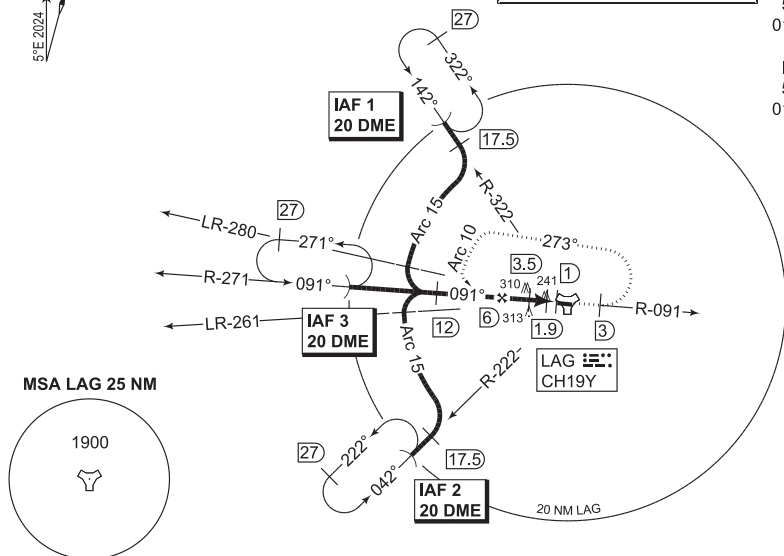 5°E 2024
27
322°
142°
IAF 1
20 DME
17.5
R-322
Arc 15
Arc 10
27
LR-280
271°
273°
R-271
091°
091°
3.5
310
241
1
LR-261
IAF 3
20 DME
12
6
313
1.9
3
R-091
Arc 15
R-222
LAG
CH19Y
MSA LAG 25 NM
1900
27
222°
042°
17.5
IAF 2
20 DME
20 NM LAG